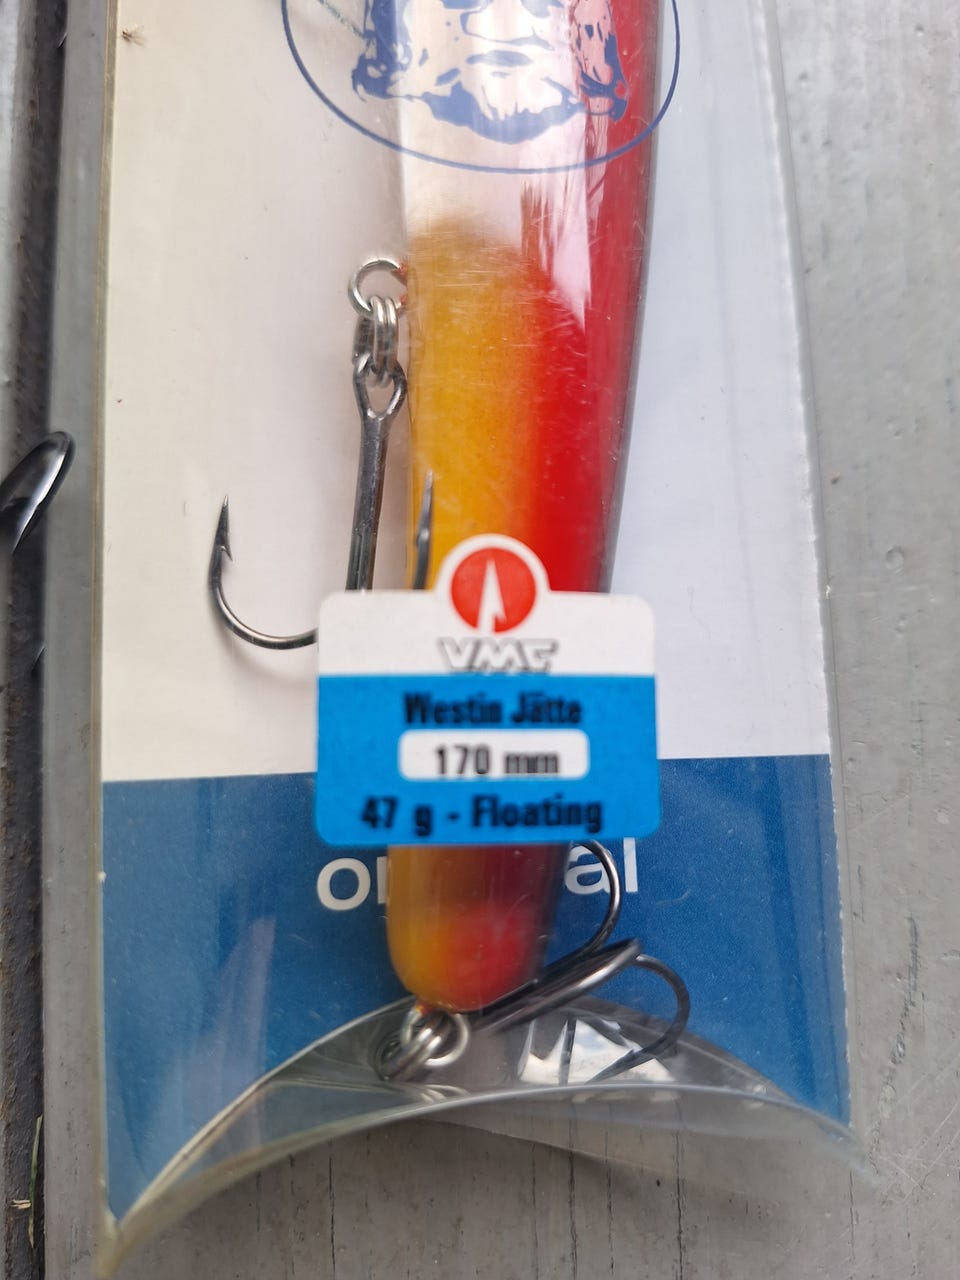 VMC
Westin Jätte
170 mm
47 g - Floating